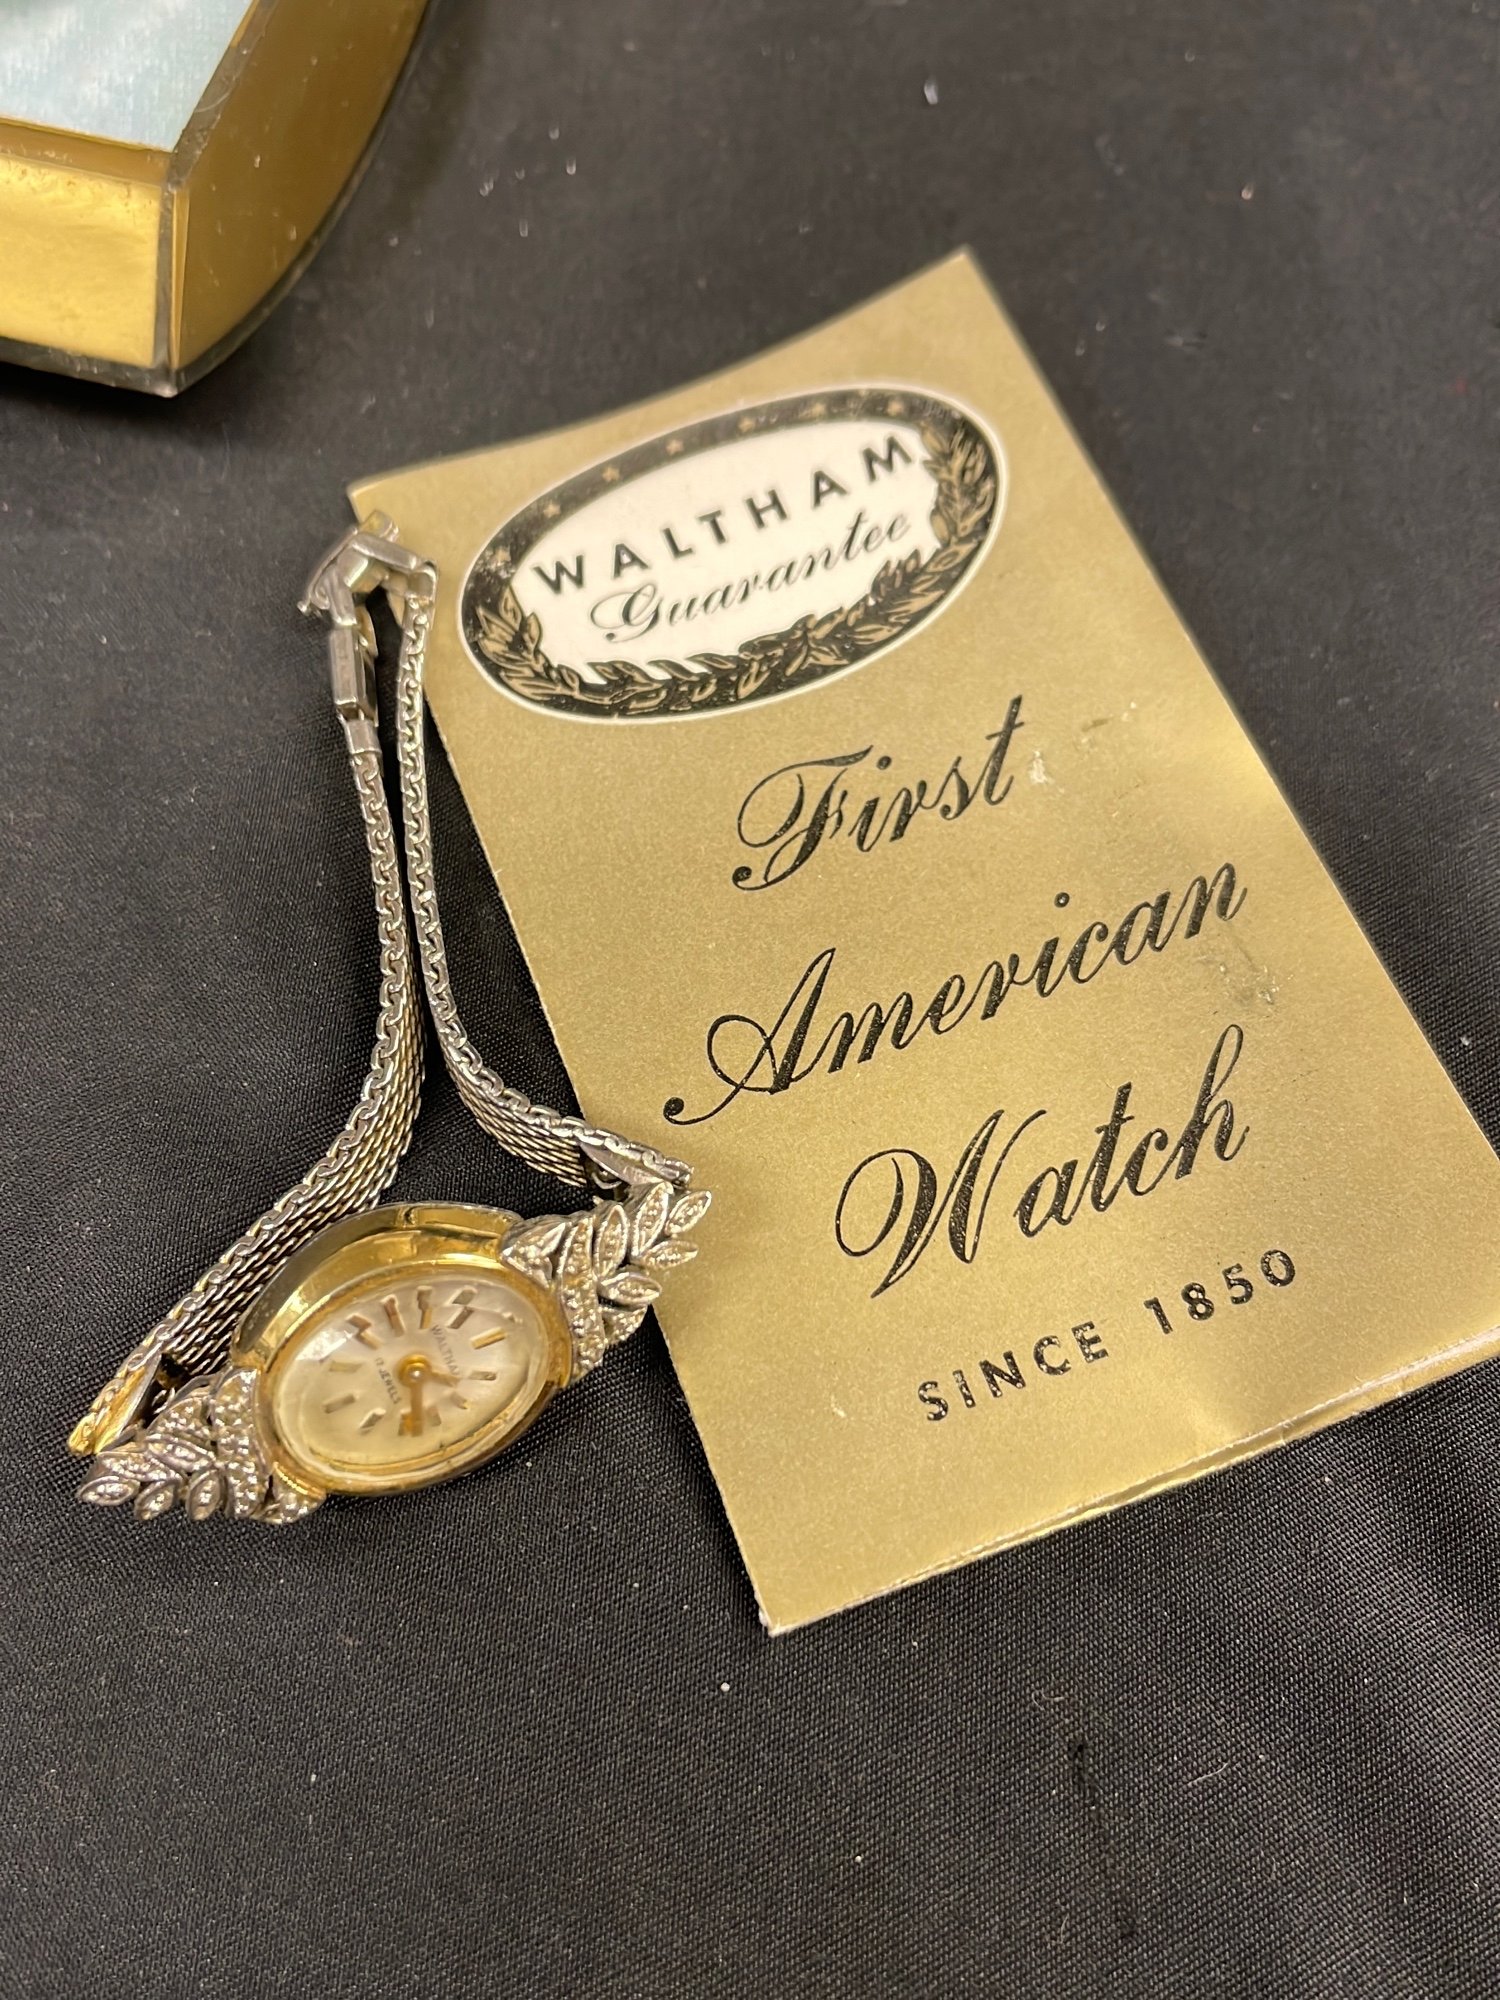 WALTHAM
Guarantee
First
American
Watch
SINCE 1850
WALTHAM
17 JEWELS